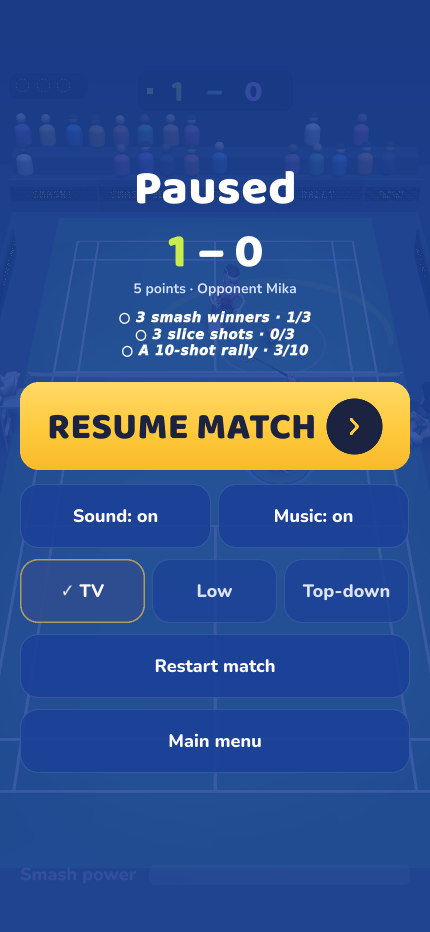 1 – 0
Paused
1 – 0
5 points · Opponent Mika
○ 3 smash winners · 1/3
○ 3 slice shots · 0/3
○ A 10-shot rally · 3/10
RESUME MATCH
Sound: on
Music: on
✓ TV
Low
Top-down
Restart match
Main menu
Smash power